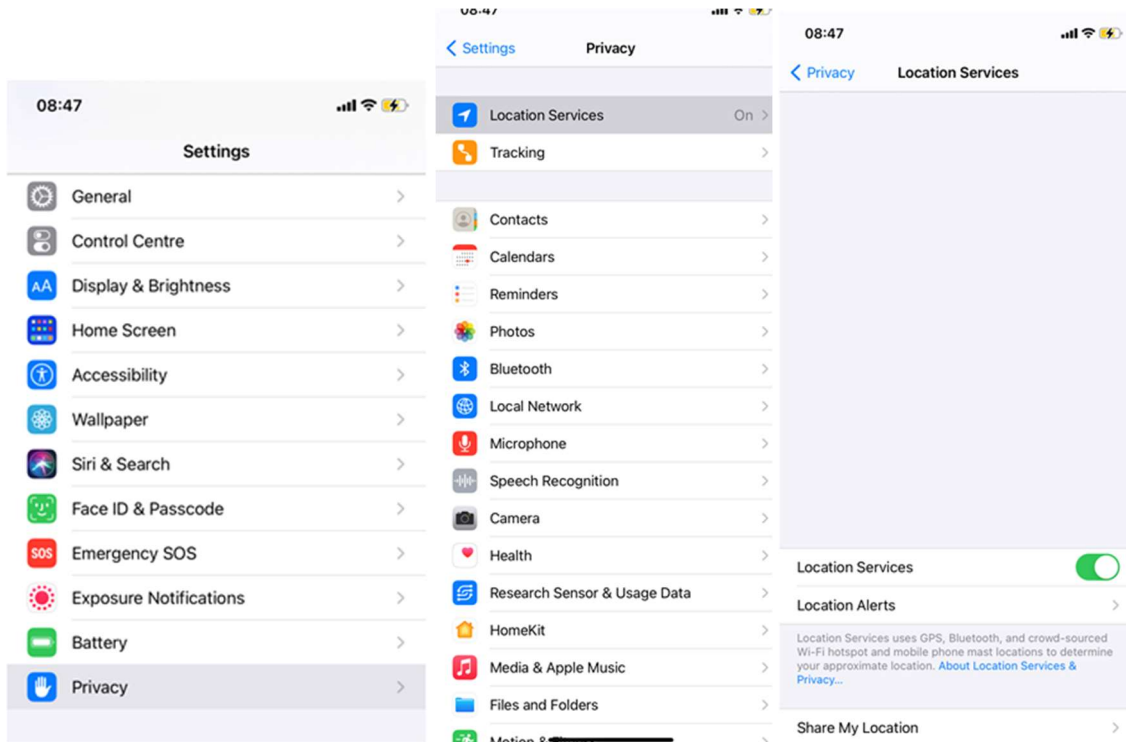 08:47
Settings
General
Control Centre
AA Display & Brightness
Home Screen
Accessibility
Wallpaper
Siri & Search
Face ID & Passcode
SOS Emergency SOS
Exposure Notifications
Battery
Privacy
08:47
Settings Privacy
Location Services On
Tracking
Contacts
Calendars
Reminders
Photos
Bluetooth
Local Network
Microphone
Speech Recognition
Camera
Health
Research Sensor & Usage Data
HomeKit
Media & Apple Music
Files and Folders
Motion &
08:47
Privacy Location Services
Location Services
Location Alerts
Location Services uses GPS, Bluetooth, and crowd-sourced
Wi-Fi hotspot and mobile phone mast locations to determine
your approximate location. About Location Services &
Privacy...
Share My Location